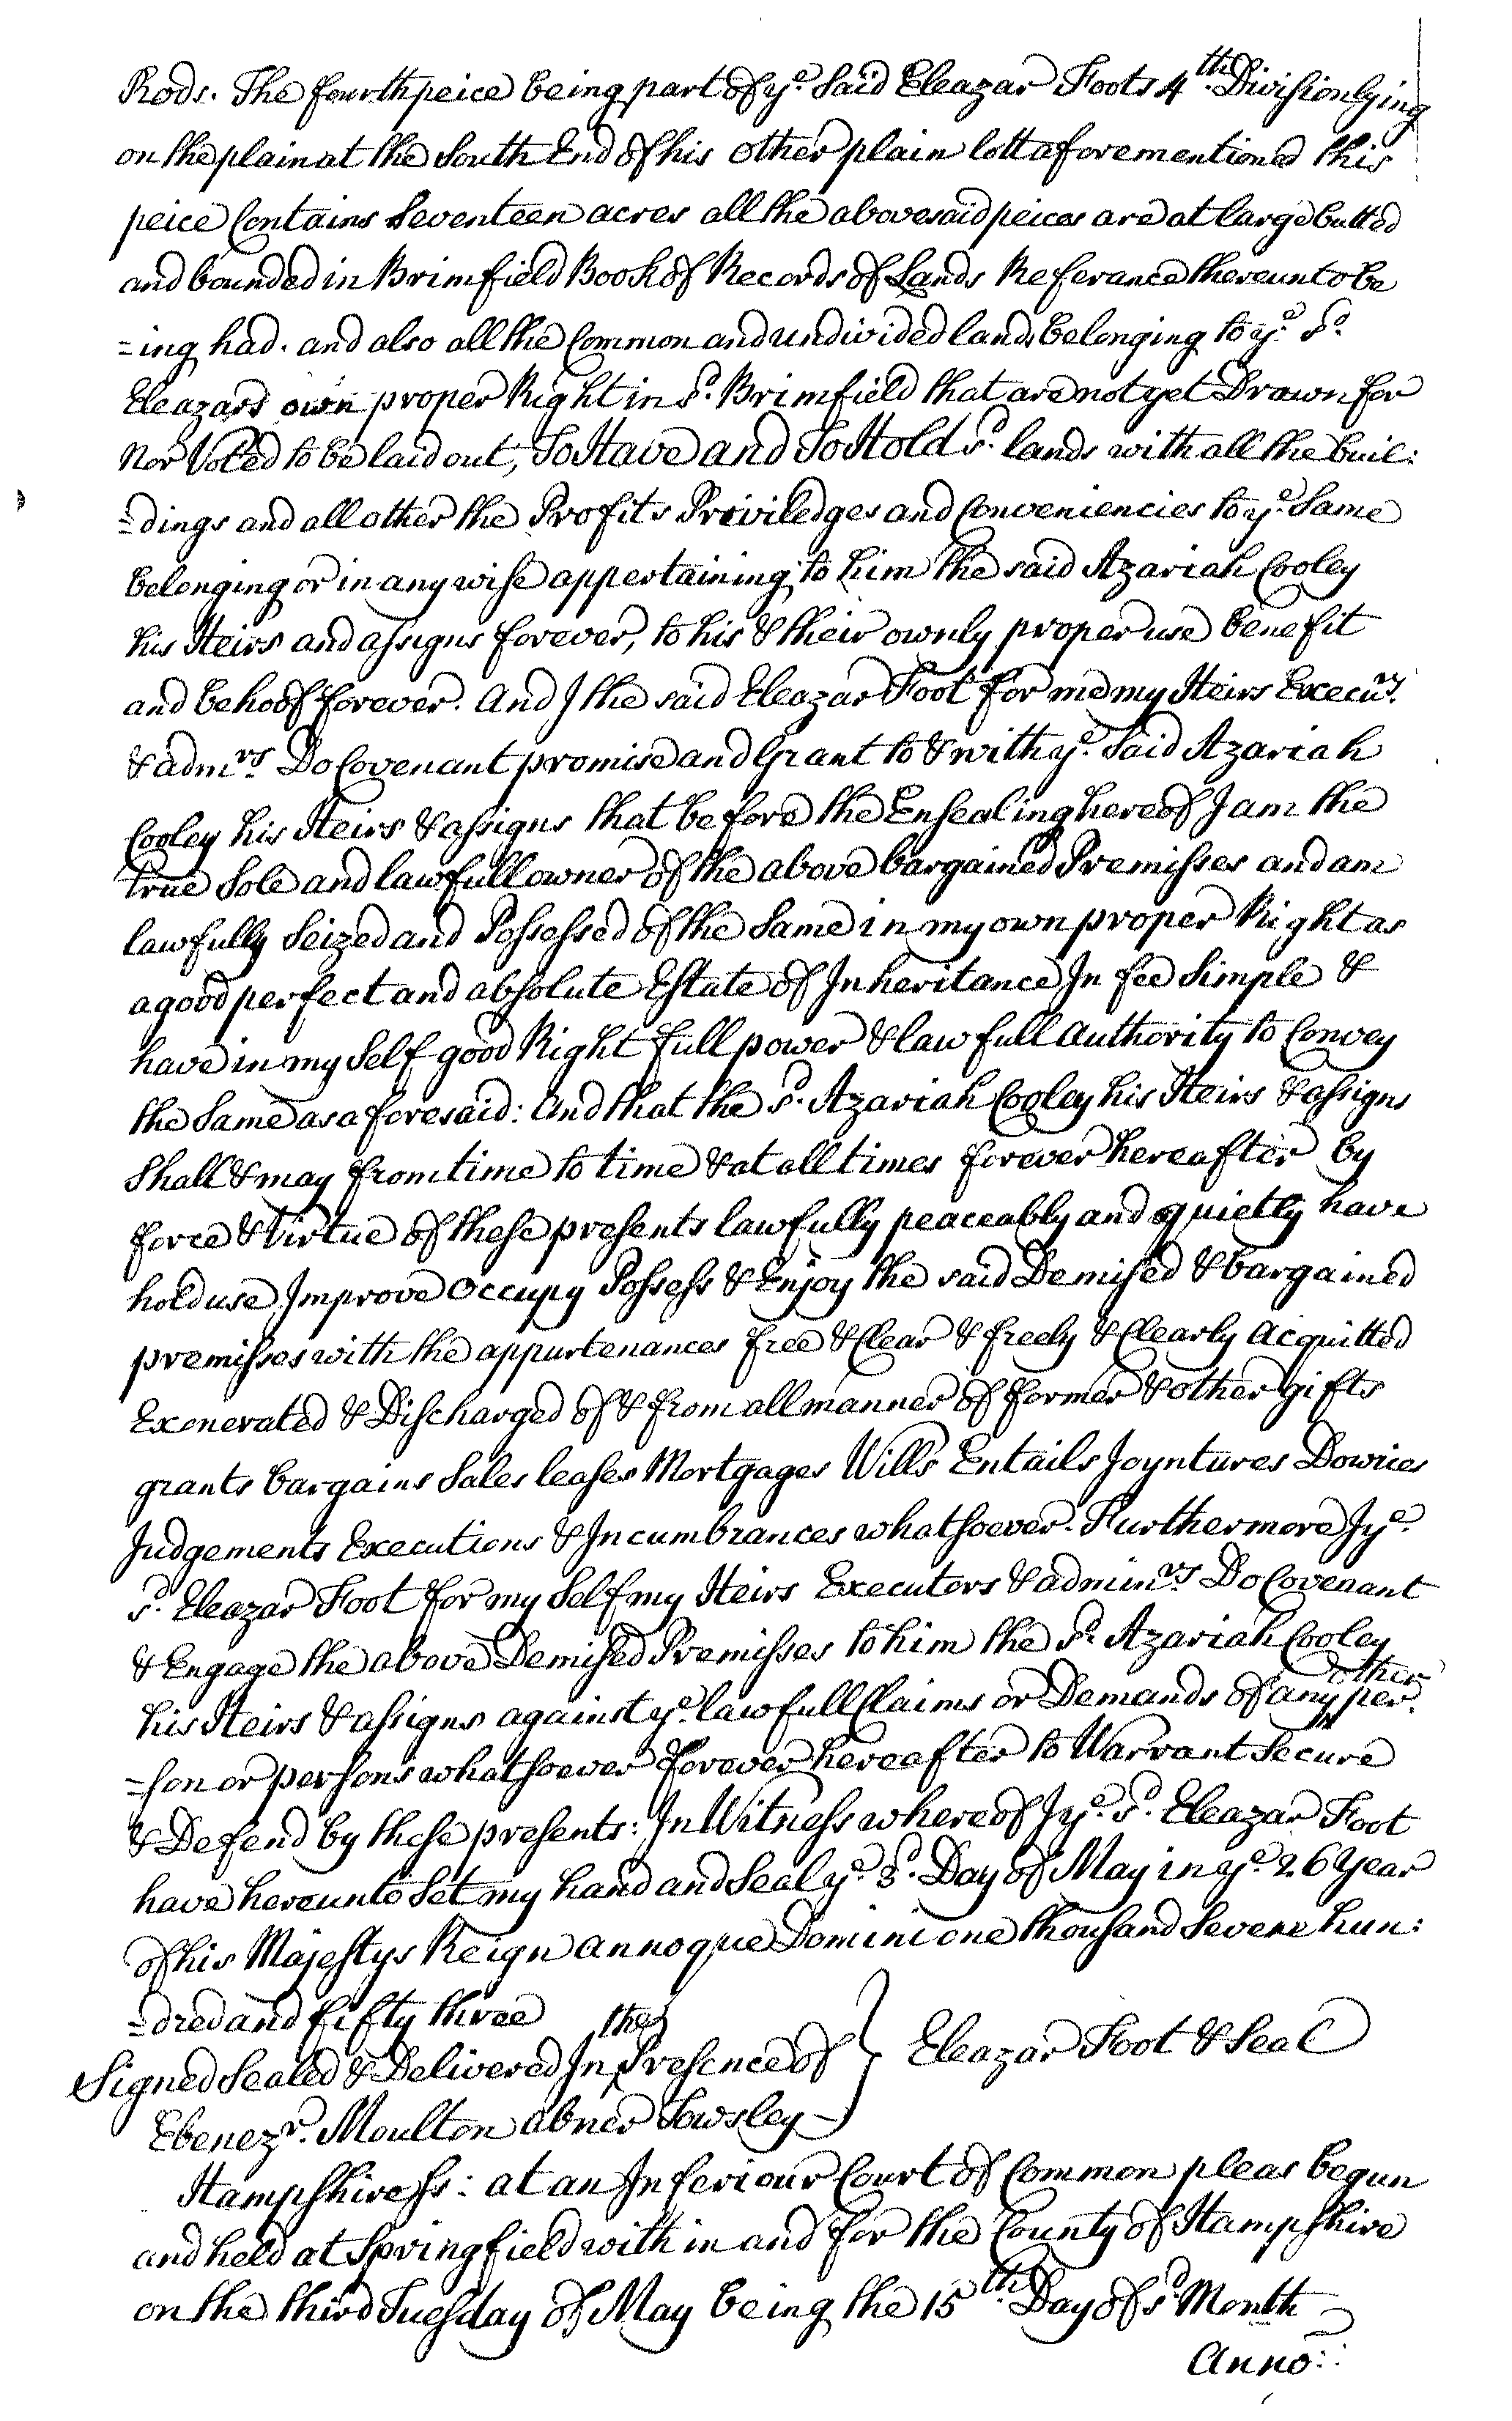 Rods. The fourth peice being part of ye. Said Eleazar Foots 4th. Division lying
on the plain at the South End of his other plain lott aforementioned this
peice Contains Seventeen acres all the abovesaid peices are at large butted
and bounded in Brimfield Book of Records of Lands Referance thereunto be
=ing had. and also all the Common and undivided lands belonging to ye. sd.
Eleazars own proper Right in sd. Brimfield that are not yet Drawn for
nor Voted to be laid out, To Have and To Hold sd. lands with all the buil:
=dings and all other the Profits Priviledges and Conveniencies to ye. Same
belonging or in any wise appertaining to him the said Azariah Cooley
his Heirs and assigns forever, to his & their ownly proper use benefit
and behoof forever. And I the said Eleazar Foot for me my Heirs Execurs.
& admrs. Do Covenant promise and Grant to & with ye. Said Azariah
Cooley his Heirs & assigns that before the Ensealing hereof I am the
true Sole and lawfull owner of the above bargained Premisses and am
lawfully Seized and Possessed of the Same in my own proper Right as
a good perfect and absolute Estate of Inheritance In fee Simple &
have in my Self good Right full power & lawfull authority to Convey
the Same as aforesaid: And that the sd. Azariah Cooley his Heirs & assigns
Shall & may from time to time & at all times forever hereafter by
force & Virtue of these presents lawfully peaceably and quietly have
hold use Improve Occupy Possess & Enjoy the said Demised & bargained
premisses with the appurtenances free & Clear & freely & Clearly Acquitted
Exonerated & Discharged of & from all manner of former & other gifts
grants bargains Sales leases Mortgages Wills Entails Joyntures Dowries
Judgements Executions & Incumbrances whatsoever. Furthermore I ye.
sd. Eleazar Foot for my Self my Heirs Executors & adminrs Do Covenant
& Engage the above Demised Premisses to him the sd. Azariah Cooley
his Heirs & assigns against ye. lawfull Claims or Demands of any other per.
=son or persons whatsoever forever hereafter to Warrant Secure
& Defend by these presents: In Witness whereof I ye. sd. Eleazar Foot
have hereunto Set my hand and Seal ye. 3d. Day of May in ye. 26 Year
of his Majestys Reign annoque Domini one thousand Seven hun:
=dred and fifty three
Signed Sealed & Delivered In the Presence of } Eleazar Foot & Seal
Ebenezr. Moulton Abner Towsley
Hampshire ss: at an Inferiour Court of Common pleas begun
and held at Springfield with in and for the County of Hampshire
on the third Tuesday of May being the 15th. Day of sd Month
Anno::